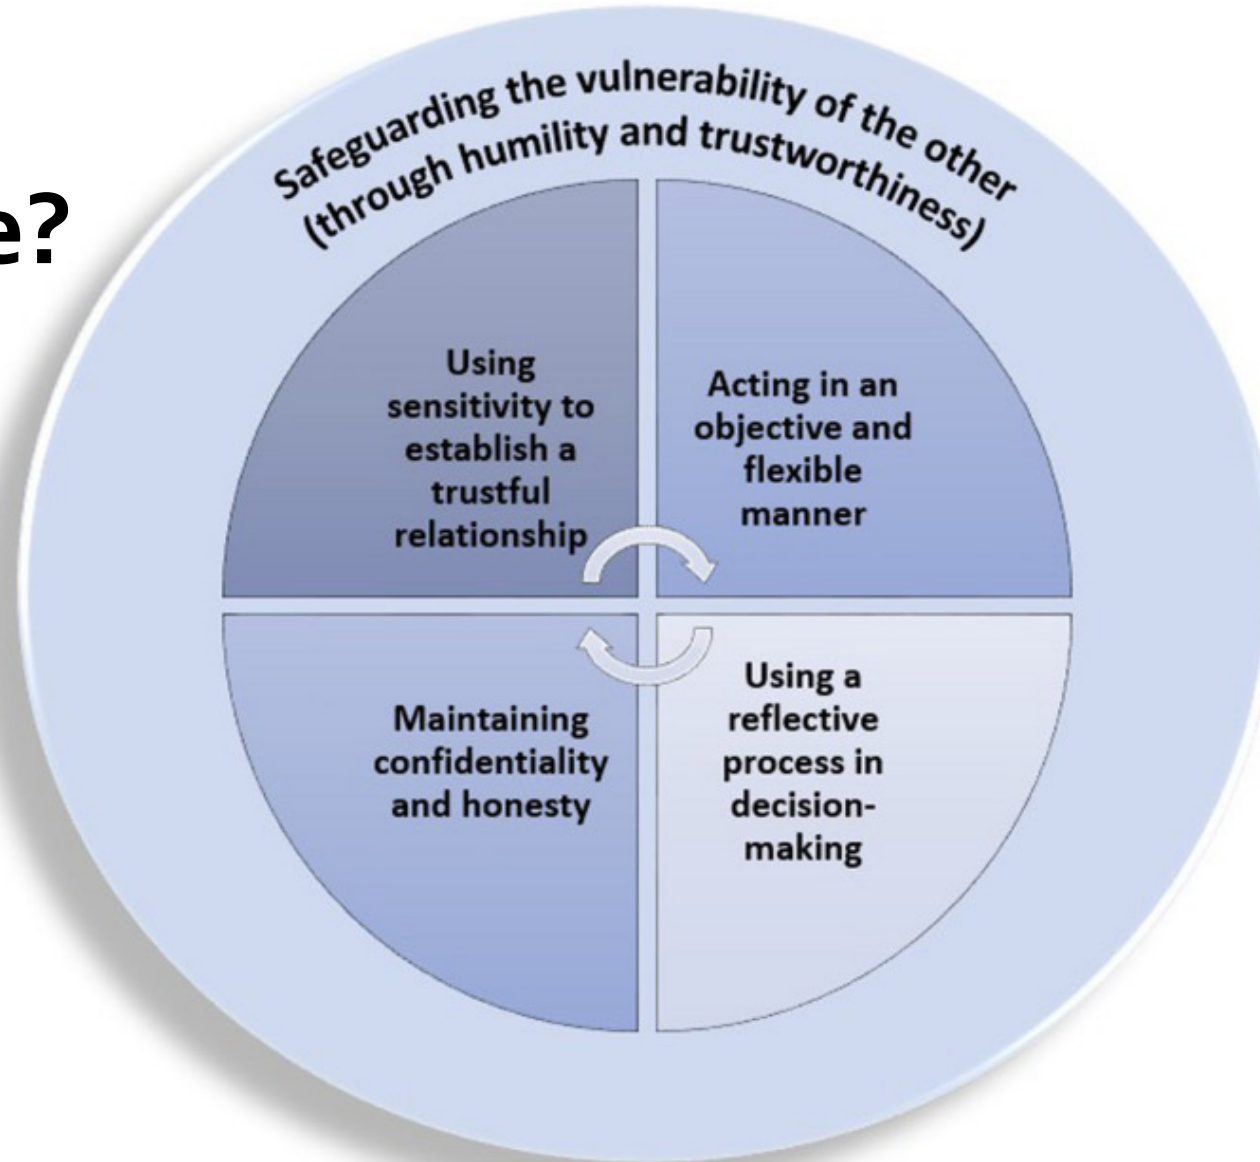 Safeguarding the vulnerability of the other
(through humility and trustworthiness)
e?
Using
sensitivity to
establish a
trustful
relationship
Acting in an
objective and
flexible
manner
Maintaining
confidentiality
and honesty
Using a
reflective
process in
decision-
making